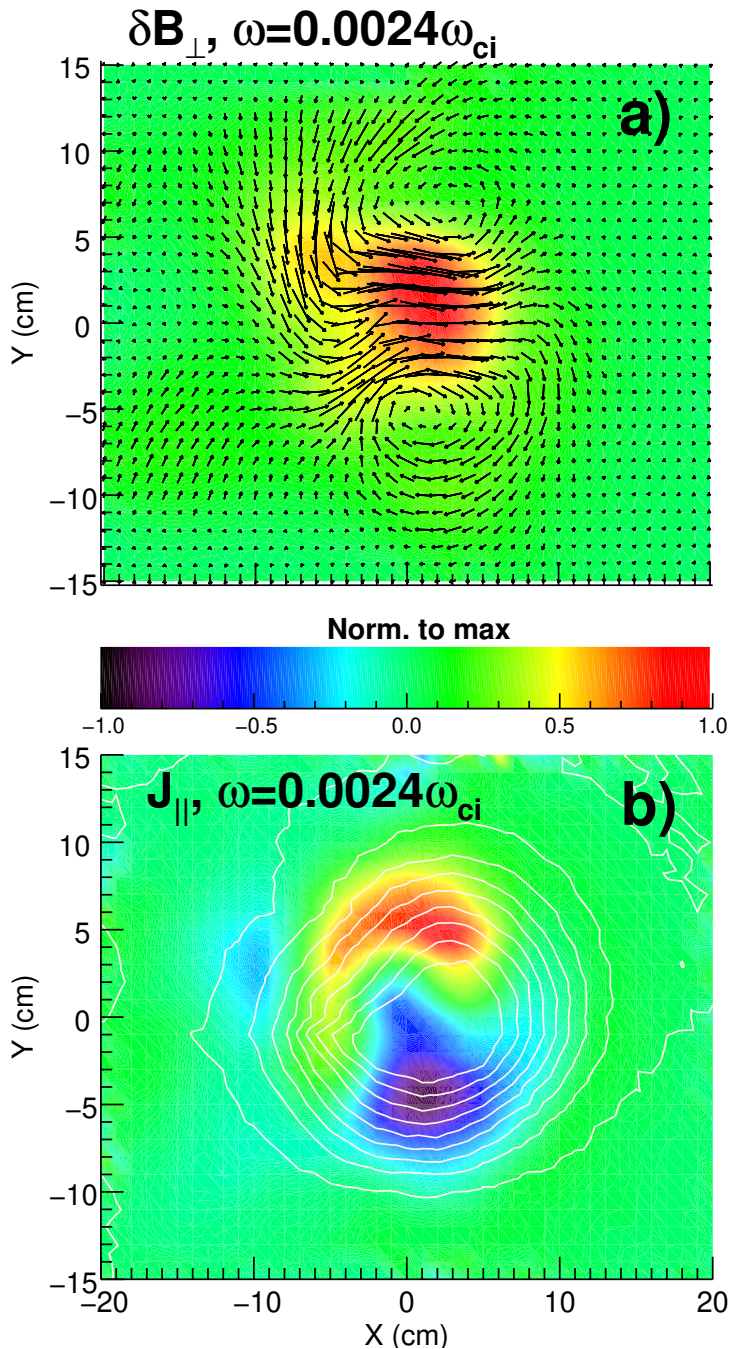 δB⊥, ω=0.0024ωci
a)
15
10
5
0
−5
−10
−15
Y (cm)
Norm. to max
−1.0 −0.5 0.0 0.5 1.0
J||, ω=0.0024ωci
b)
15
10
5
0
−5
−10
−15
Y (cm)
−20 −10 0 10 20
X (cm)